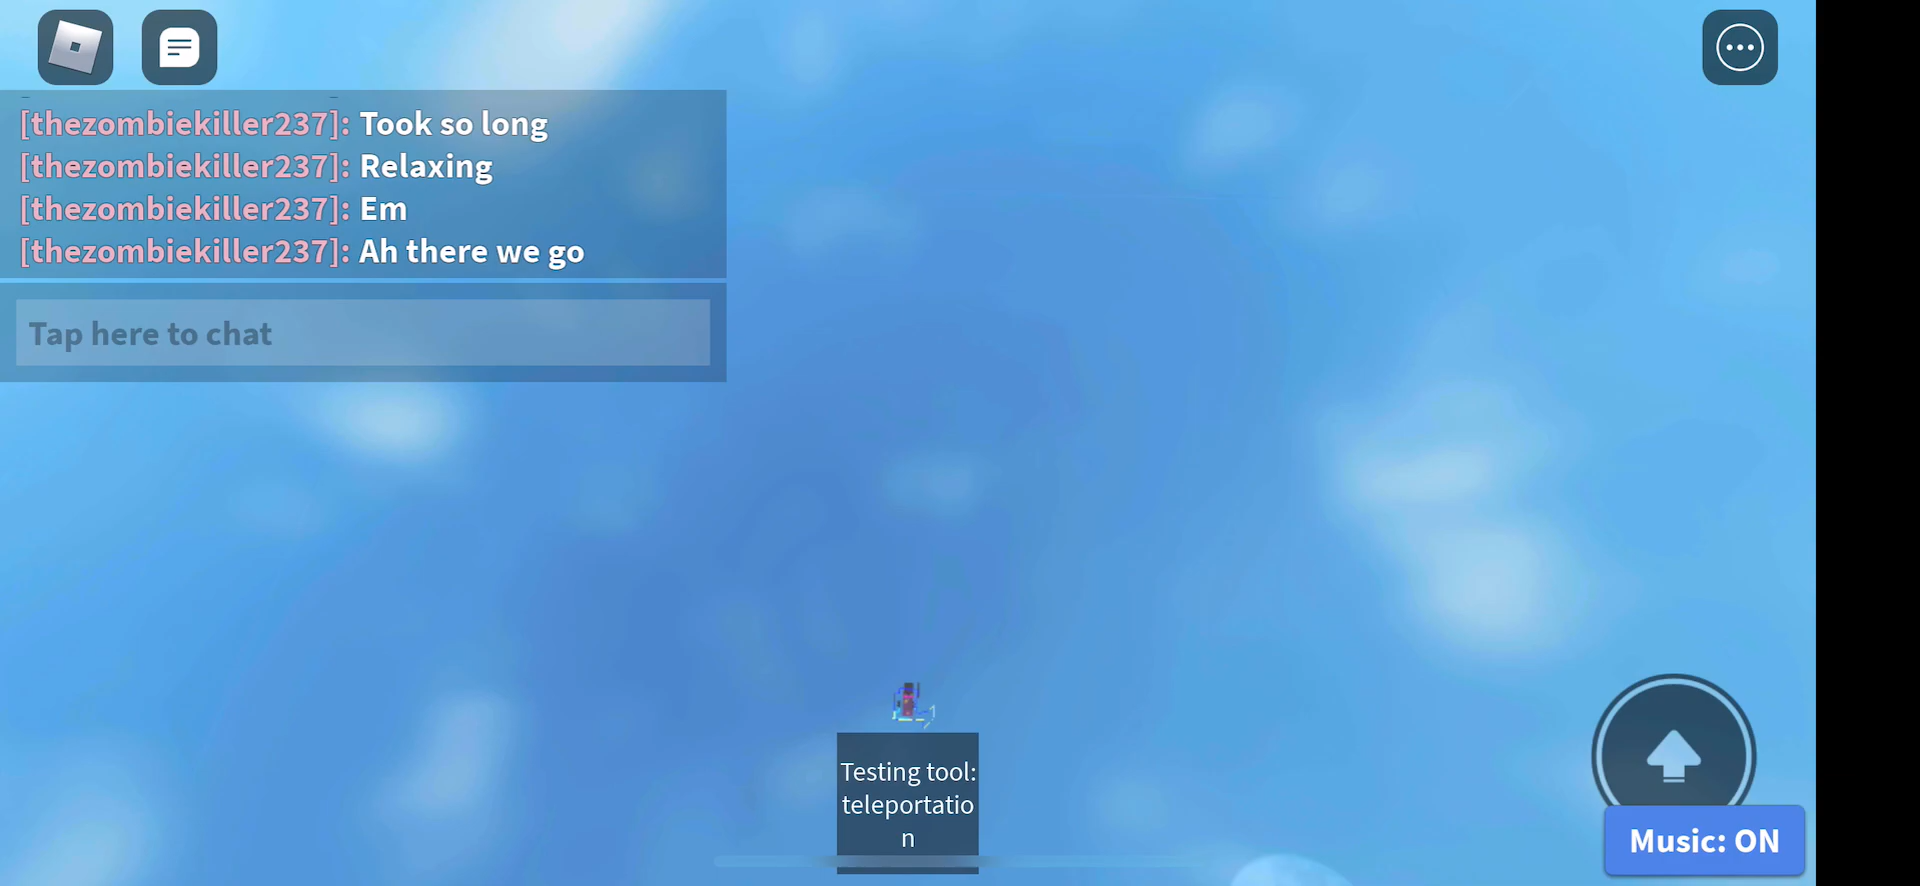 [thezombiekiller237]: Took so long
[thezombiekiller237]: Relaxing
[thezombiekiller237]: Em
[thezombiekiller237]: Ah there we go
Tap here to chat
Testing tool:
teleportatio
n
Music: ON